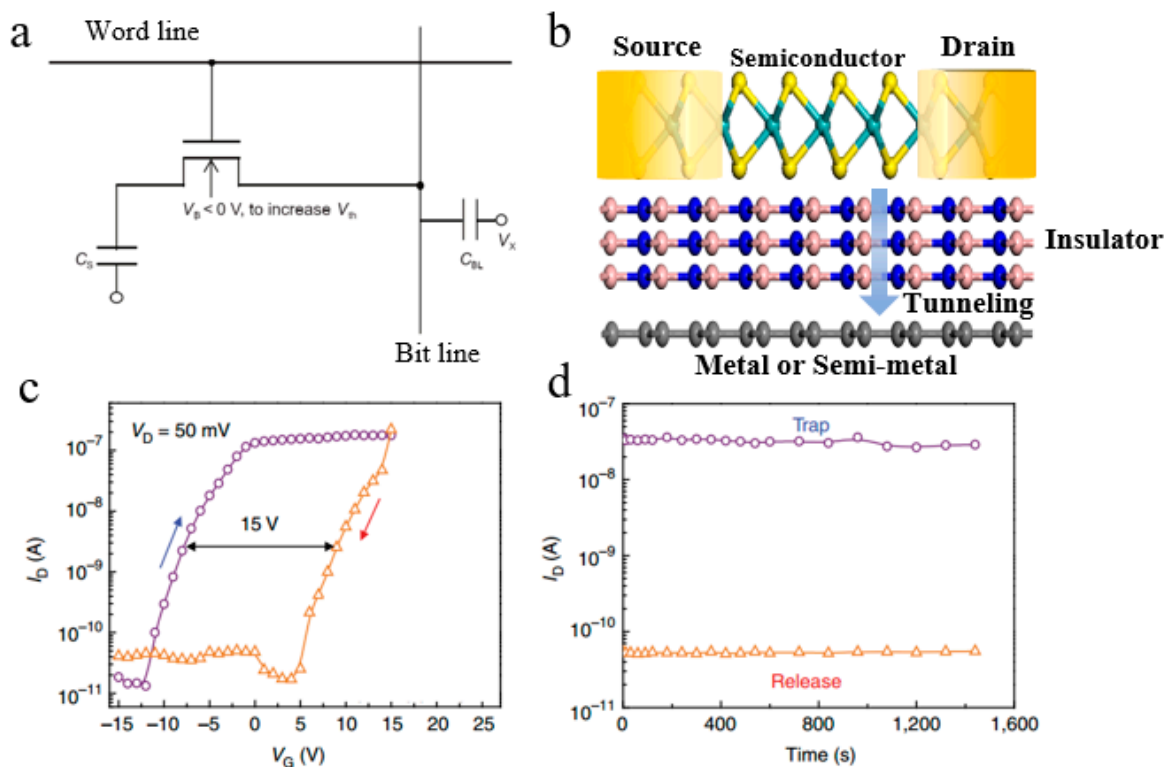 a
Word line
V_B < 0 V, to increase V_th
C_S
C_BL
V_X
Bit line
b
Source
Semiconductor
Drain
Insulator
Tunneling
Metal or Semi-metal
c
V_D = 50 mV
15 V
I_D (A)
10⁻⁷
10⁻⁸
10⁻⁹
10⁻¹⁰
10⁻¹¹
−15 −10 −5 0 5 10 15 20 25
V_G (V)
d
Trap
Release
I_D (A)
10⁻⁷
10⁻⁸
10⁻⁹
10⁻¹⁰
10⁻¹¹
0 400 800 1,200 1,600
Time (s)